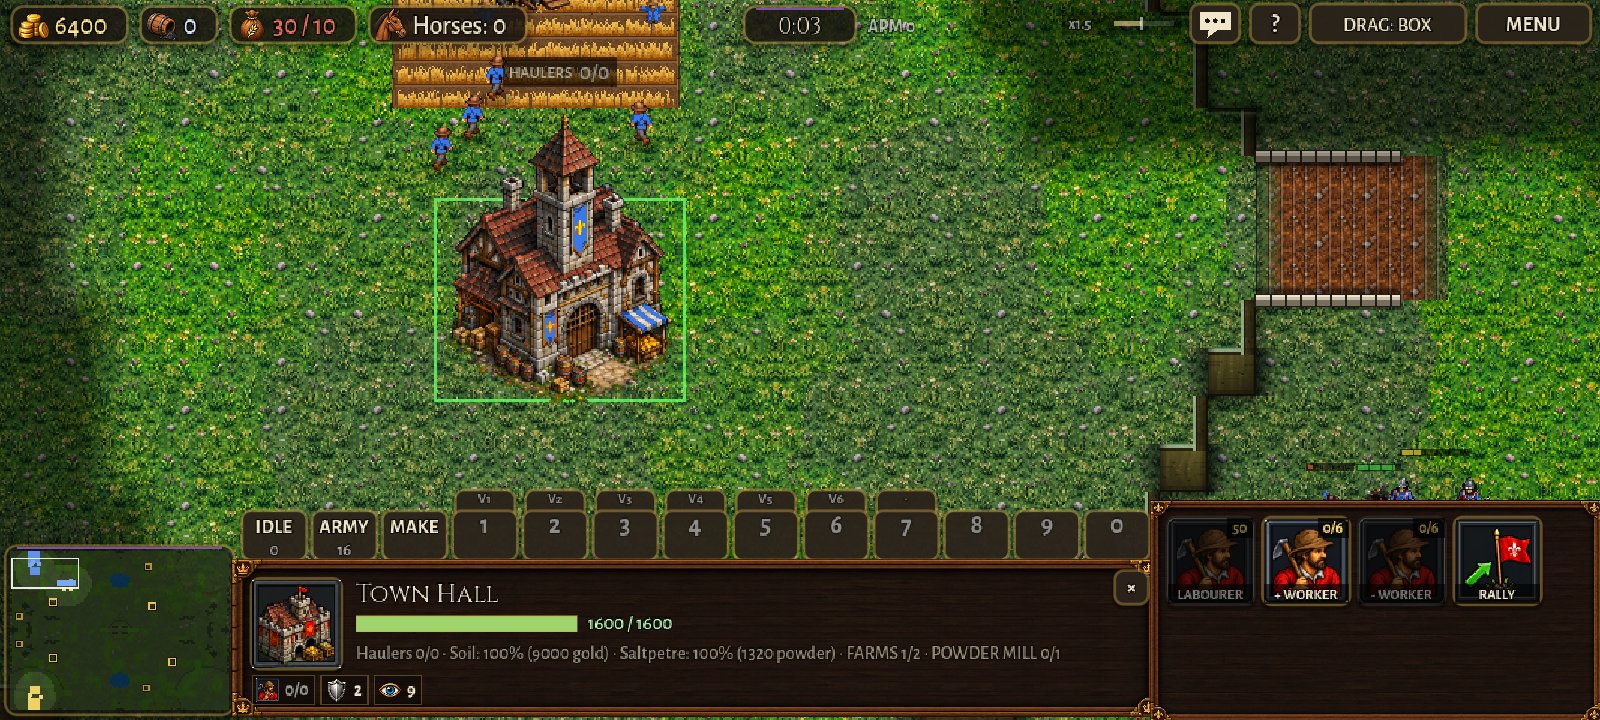 6400
0
30/10
Horses: 0
0:03
APM:0
x1.5
?
DRAG: BOX
MENU
HAULERS 0/0
V1
V2
V3
V4
V5
V6
IDLE
0
ARMY
16
MAKE
1
2
3
4
5
6
7
8
9
0
TOWN HALL
1600/1600
Haulers 0/0 · Soil: 100% (9000 gold) · Saltpetre: 100% (1320 powder) · FARMS 1/2 · POWDER MILL 0/1
0/0
2
9
×
50
LABOURER
0/6
+ WORKER
0/6
- WORKER
RALLY